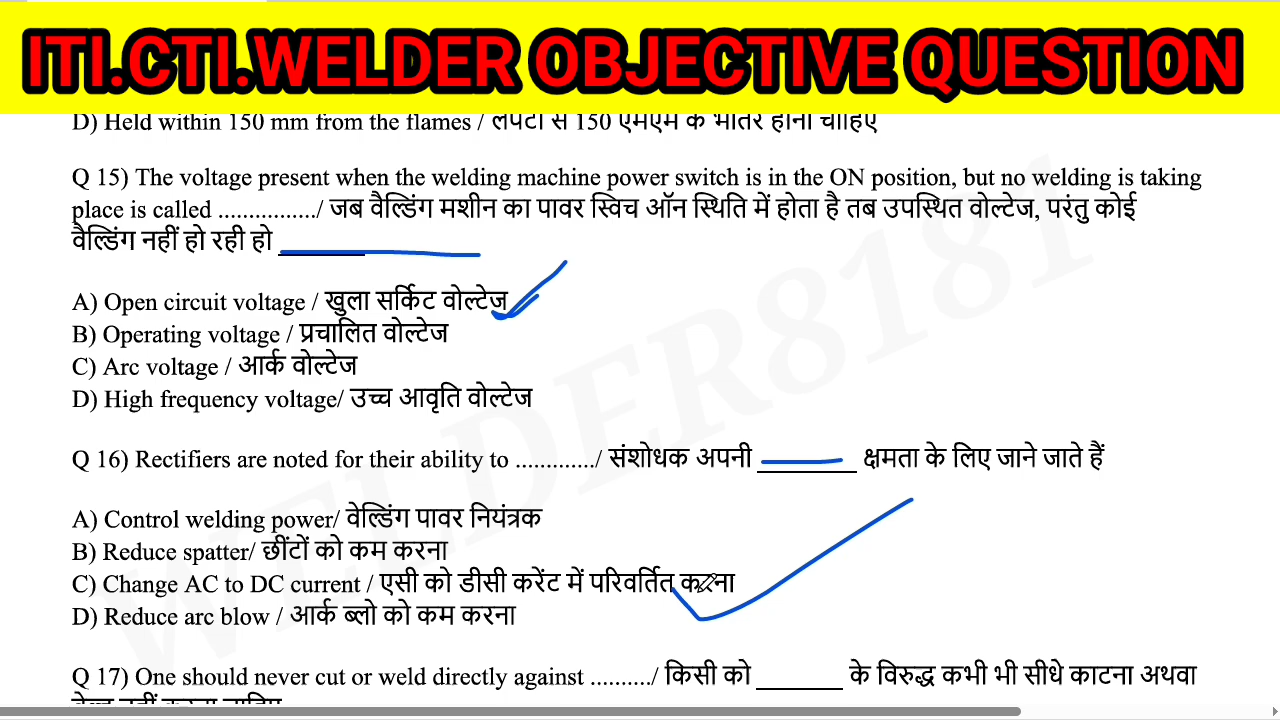 ITI.CTI.WELDER OBJECTIVE QUESTION
D) Held within 150 mm from the flames / लपटों से 150 एमएम के भीतर होना चाहिए
Q 15) The voltage present when the welding machine power switch is in the ON position, but no welding is taking
place is called ................/ जब वैल्डिंग मशीन का पावर स्विच ऑन स्थिति में होता है तब उपस्थित वोल्टेज, परंतु कोई
वैल्डिंग नहीं हो रही हो _______
A) Open circuit voltage / खुला सर्किट वोल्टेज
B) Operating voltage / प्रचालित वोल्टेज
C) Arc voltage / आर्क वोल्टेज
D) High frequency voltage/ उच्च आवृति वोल्टेज
Q 16) Rectifiers are noted for their ability to ............./ संशोधक अपनी ________ क्षमता के लिए जाने जाते हैं
A) Control welding power/ वेल्डिंग पावर नियंत्रक
B) Reduce spatter/ छींटों को कम करना
C) Change AC to DC current / एसी को डीसी करेंट में परिवर्तित करना
D) Reduce arc blow / आर्क ब्लो को कम करना
Q 17) One should never cut or weld directly against ........../ किसी को _______ के विरुद्ध कभी भी सीधे काटना अथवा
WELDER8181